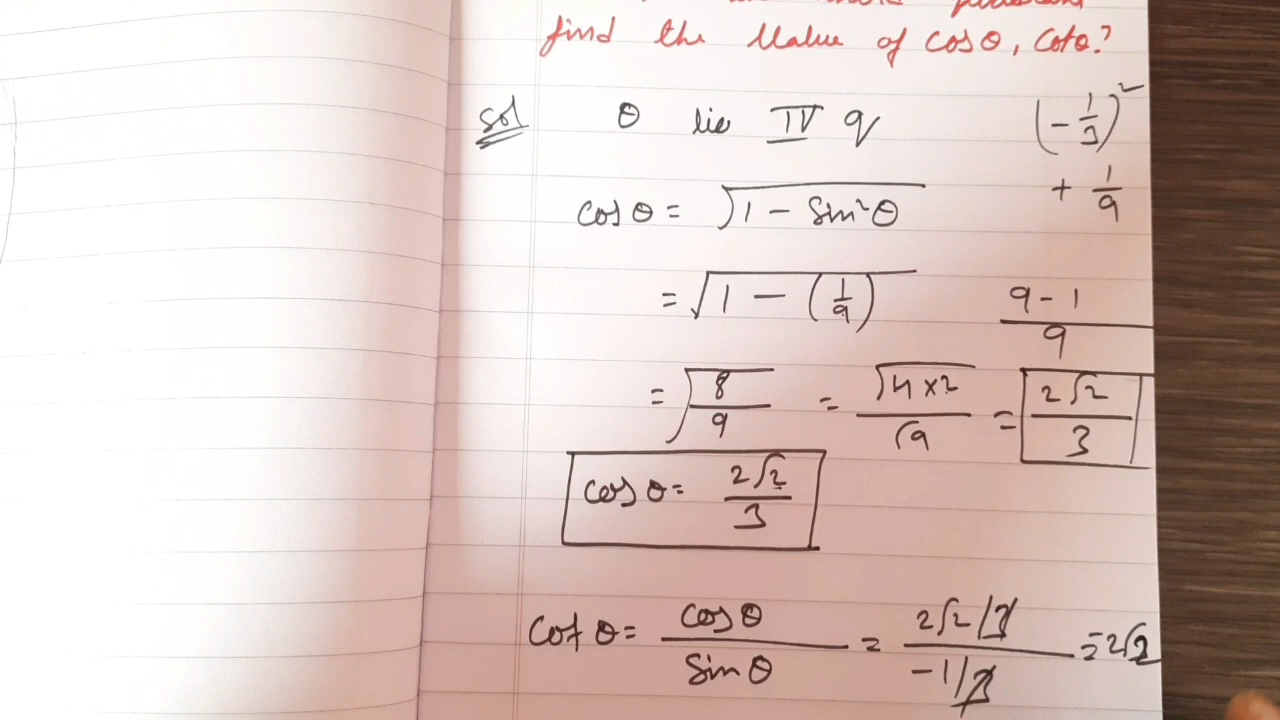 find the Value of cosθ, Cotθ?
Sol θ lie IV q (-1/3)²
+ 1/9
cosθ = √(1 - Sin²θ)
= √(1 - (1/9)) (9-1)/9
= √(8/9) = √(4×2)/√9 = 2√2/3
cosθ = 2√2/3
Cotθ = cosθ/Sinθ = (2√2/3)/(-1/3) = 2√2